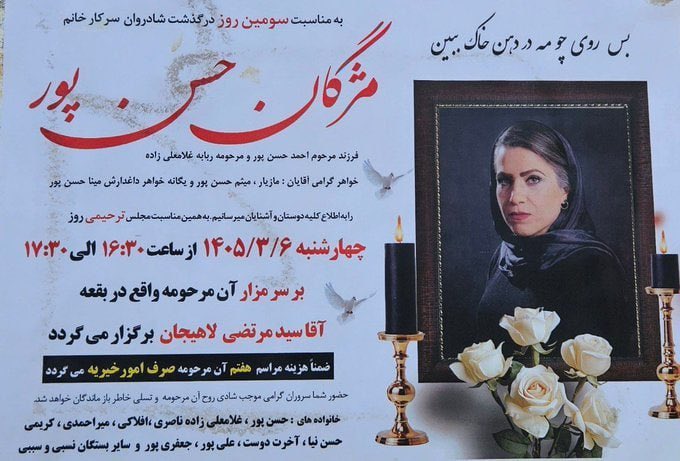 به مناسبت سومین روز درگذشت شادروان سرکار خانم
مژگان حسن پور
بس روی چو مه در دهن خاک ببین
فرزند مرحوم احمد حسن پور و مرحومه ربابه غلامعلی زاده
خواهر گرامی آقایان : مازیار ، میثم حسن پور و یگانه خواهر داغدارش مینا حسن پور
را به اطلاع کلیه دوستان و آشنایان میرسانیم . به همین مناسبت مجلس ترحیمی روز
چهارشنبه ۱۴۰۵/۳/۶ از ساعت ۱۶:۳۰ الی ۱۷:۳۰
بر سر مزار آن مرحومه واقع در بقعه
آقا سید مرتضی لاهیجان برگزار می گردد
ضمناً هزینه مراسم هفتم آن مرحومه صرف امور خیریه می گردد
حضور شما سروران گرامی موجب شادی روح آن مرحومه و تسلی خاطر بازماندگان خواهد شد.
خانواده های : حسن پور ، غلامعلی زاده ناصری ، افلاکی ، میراحمدی ، کریمی
حسن نیا ، آخرت دوست ، علی پور ، جعفری پور و سایر بستگان نسبی و سببی